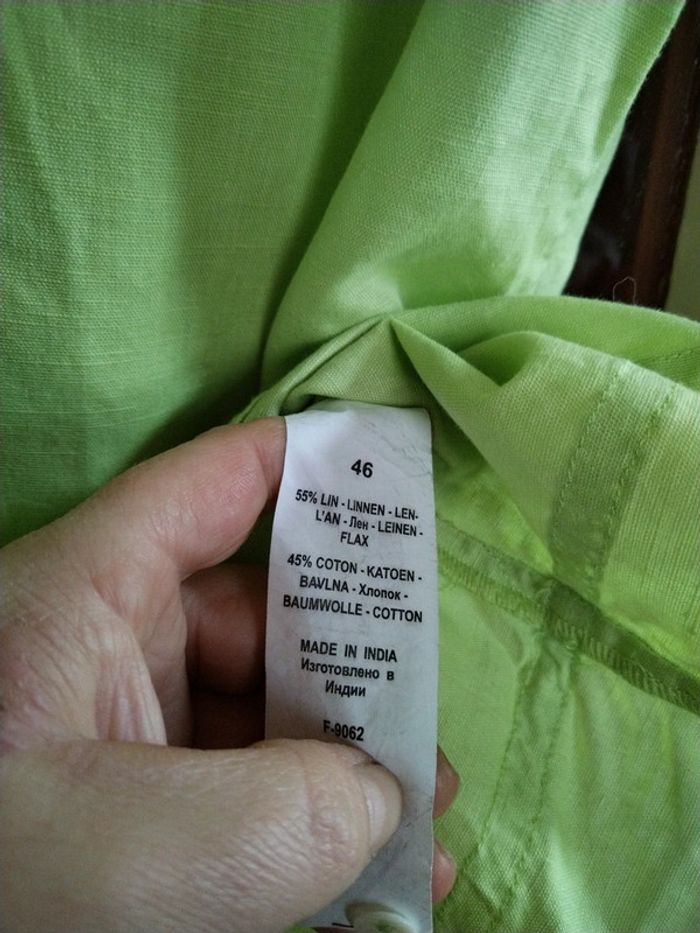 46
55% LIN - LINNEN - LEN-
L'AN - Лен - LEINEN -
FLAX
45% COTON - KATOEN -
BAVLNA - Хлопок -
BAUMWOLLE - COTTON
MADE IN INDIA
Изготовлено в
Индии
F-9062